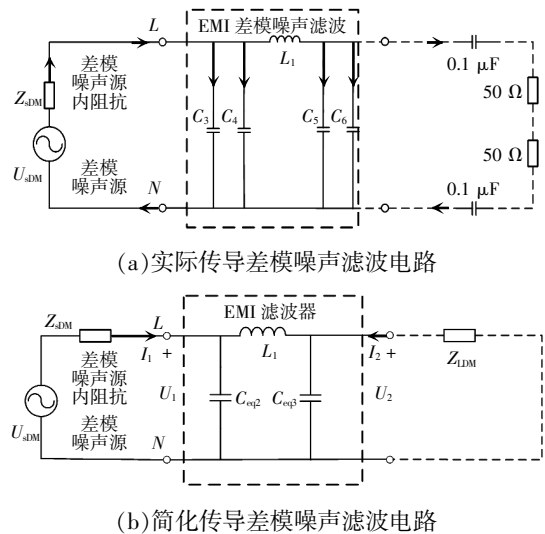 L
EMI 差模噪声滤波
L₁
0.1 μF
差模
噪声源
内阻抗
ZsDM
C₃
C₄
C₅
C₆
50 Ω
50 Ω
UsDM
差模
噪声源
N
0.1 μF
(a)实际传导差模噪声滤波电路
ZsDM
L
EMI 滤波器
I₁ +
L₁
I₂ +
ZLDM
差模
噪声源
内阻抗
U₁
Ceq2
Ceq3
U₂
UsDM
差模
噪声源
N
(b)简化传导差模噪声滤波电路